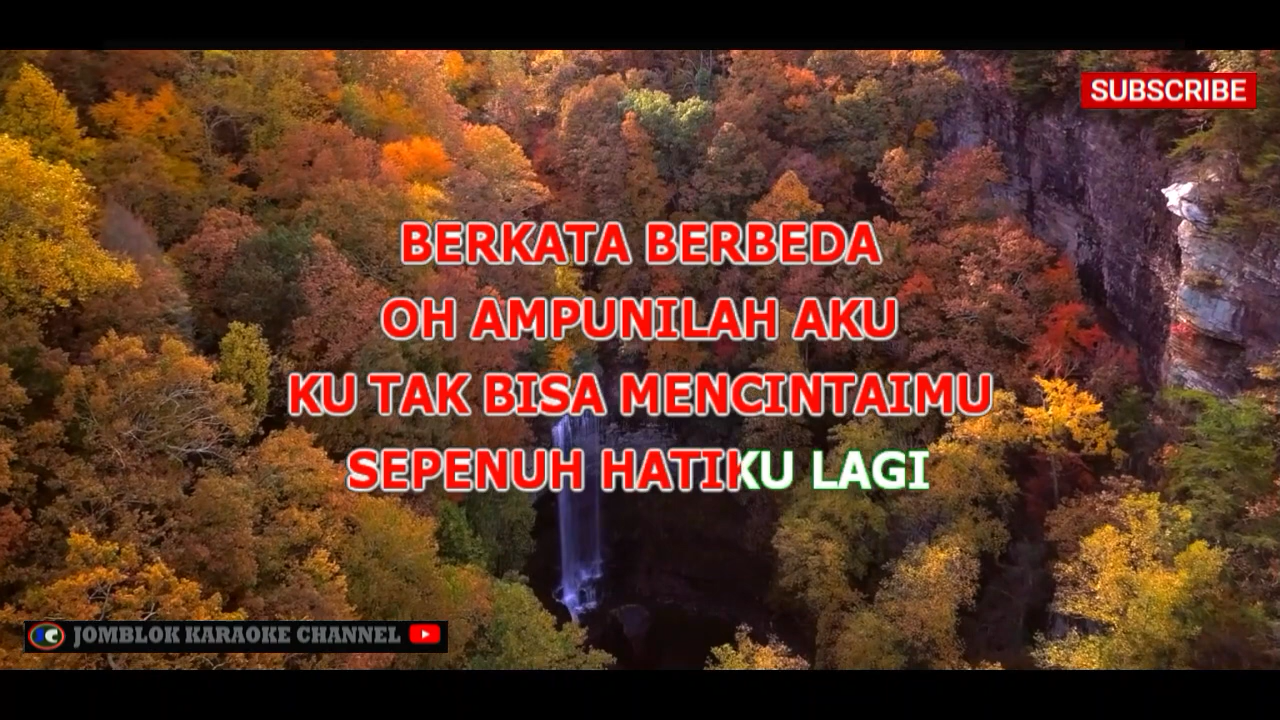 SUBSCRIBE
BERKATA BERBEDA
OH AMPUNILAH AKU
KU TAK BISA MENCINTAIMU
SEPENUH HATIKU LAGI
JOMBLOK KARAOKE CHANNEL